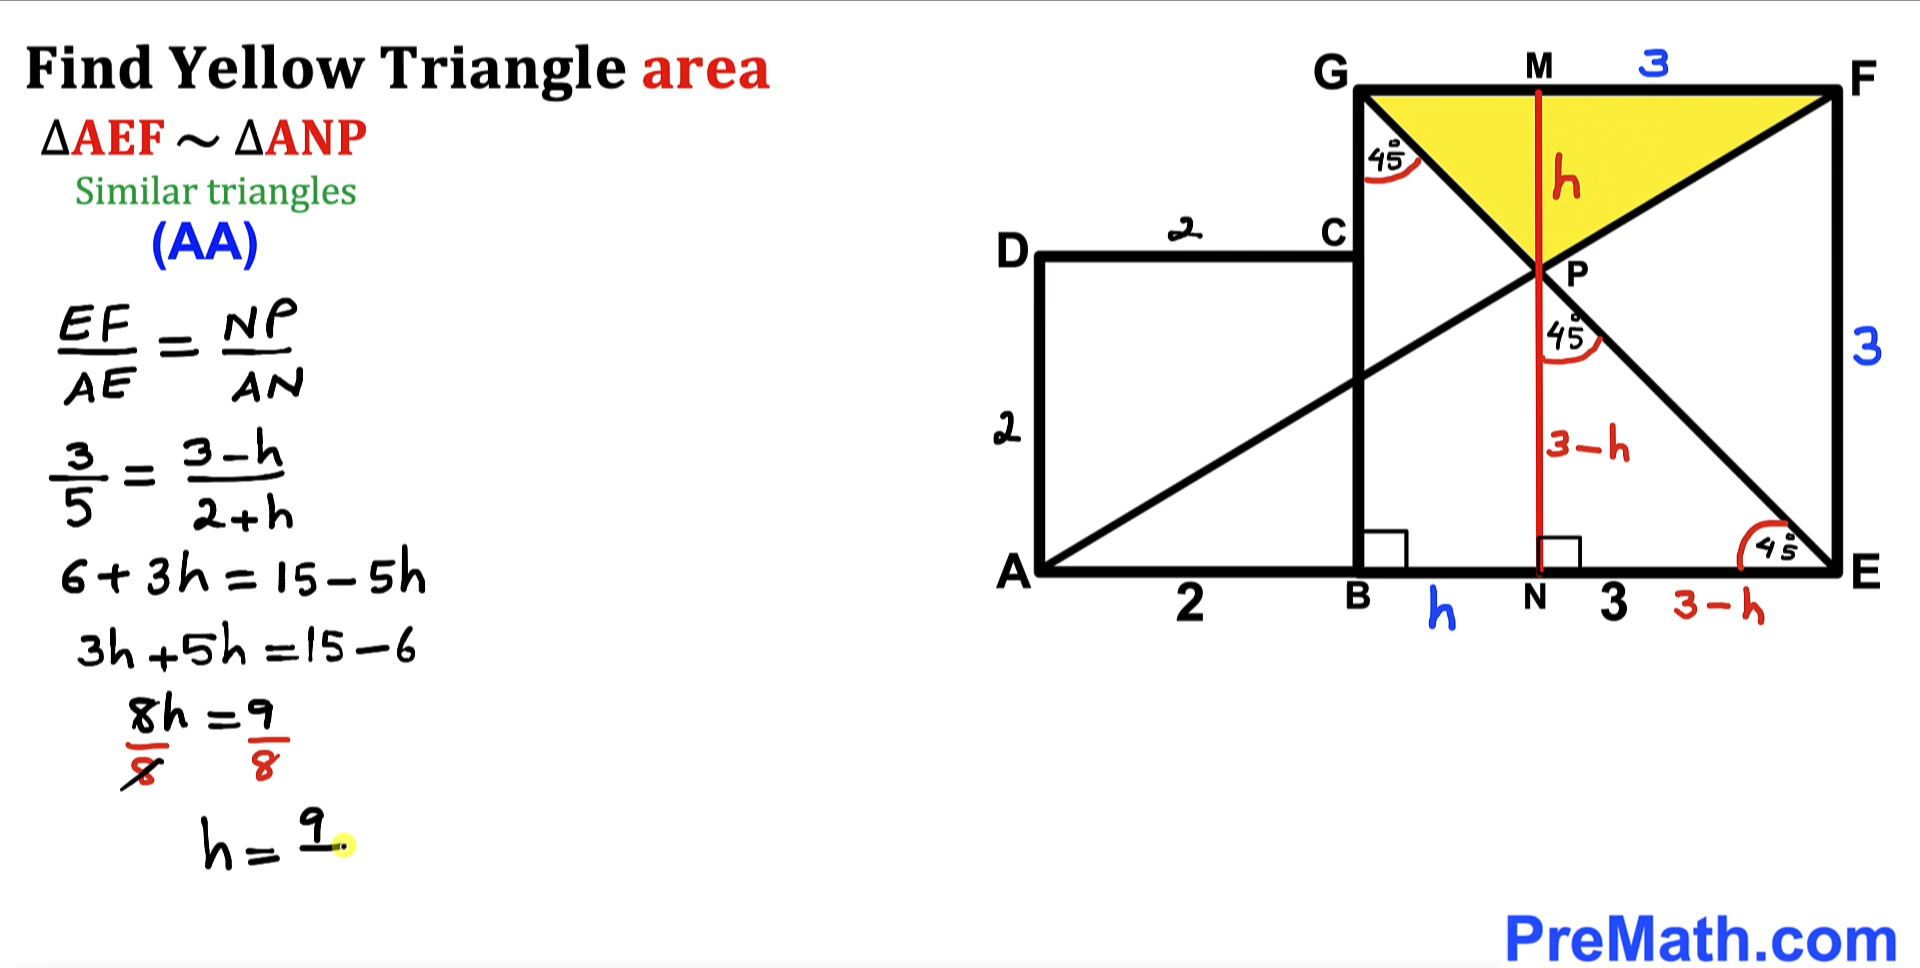 Find Yellow Triangle area
ΔAEF ~ ΔANP
Similar triangles
(AA)
EF/AE = NP/AN
3/5 = 3-h/2+h
6+3h=15-5h
3h+5h=15-6
8h/8=9/8
h=9
G M 3 F
45°
h
D 2 C
P
45°
2
3
3-h
45°
A 2 B h N 3 3-h E
PreMath.com